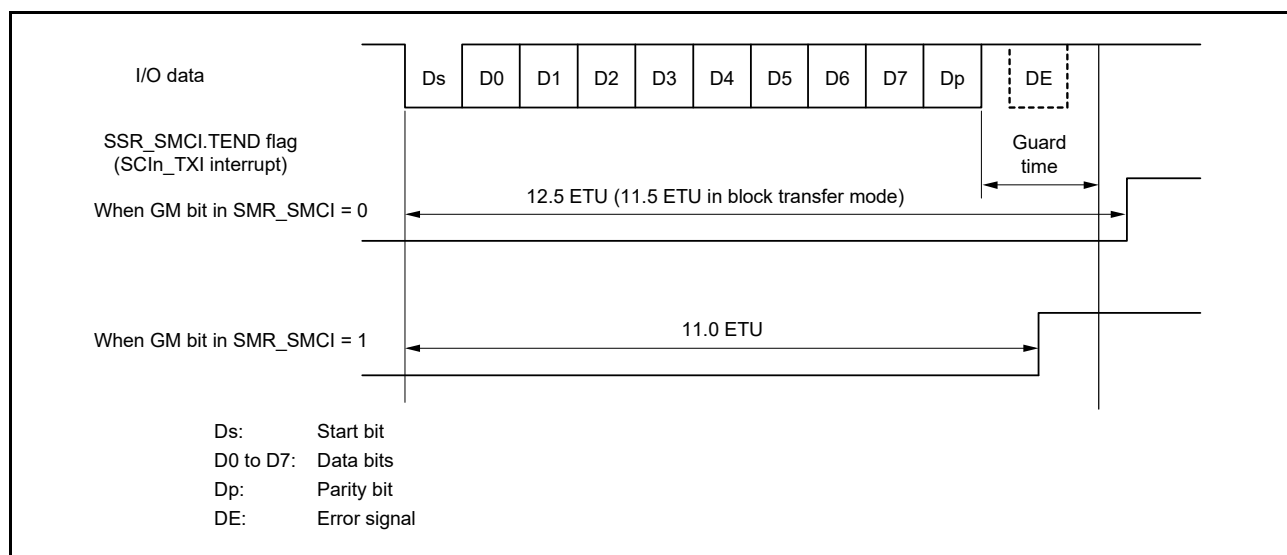 I/O data
Ds D0 D1 D2 D3 D4 D5 D6 D7 Dp DE
SSR_SMCI.TEND flag
(SCIn_TXI interrupt)
Guard
time
When GM bit in SMR_SMCI = 0
12.5 ETU (11.5 ETU in block transfer mode)
When GM bit in SMR_SMCI = 1
11.0 ETU
Ds: Start bit
D0 to D7: Data bits
Dp: Parity bit
DE: Error signal